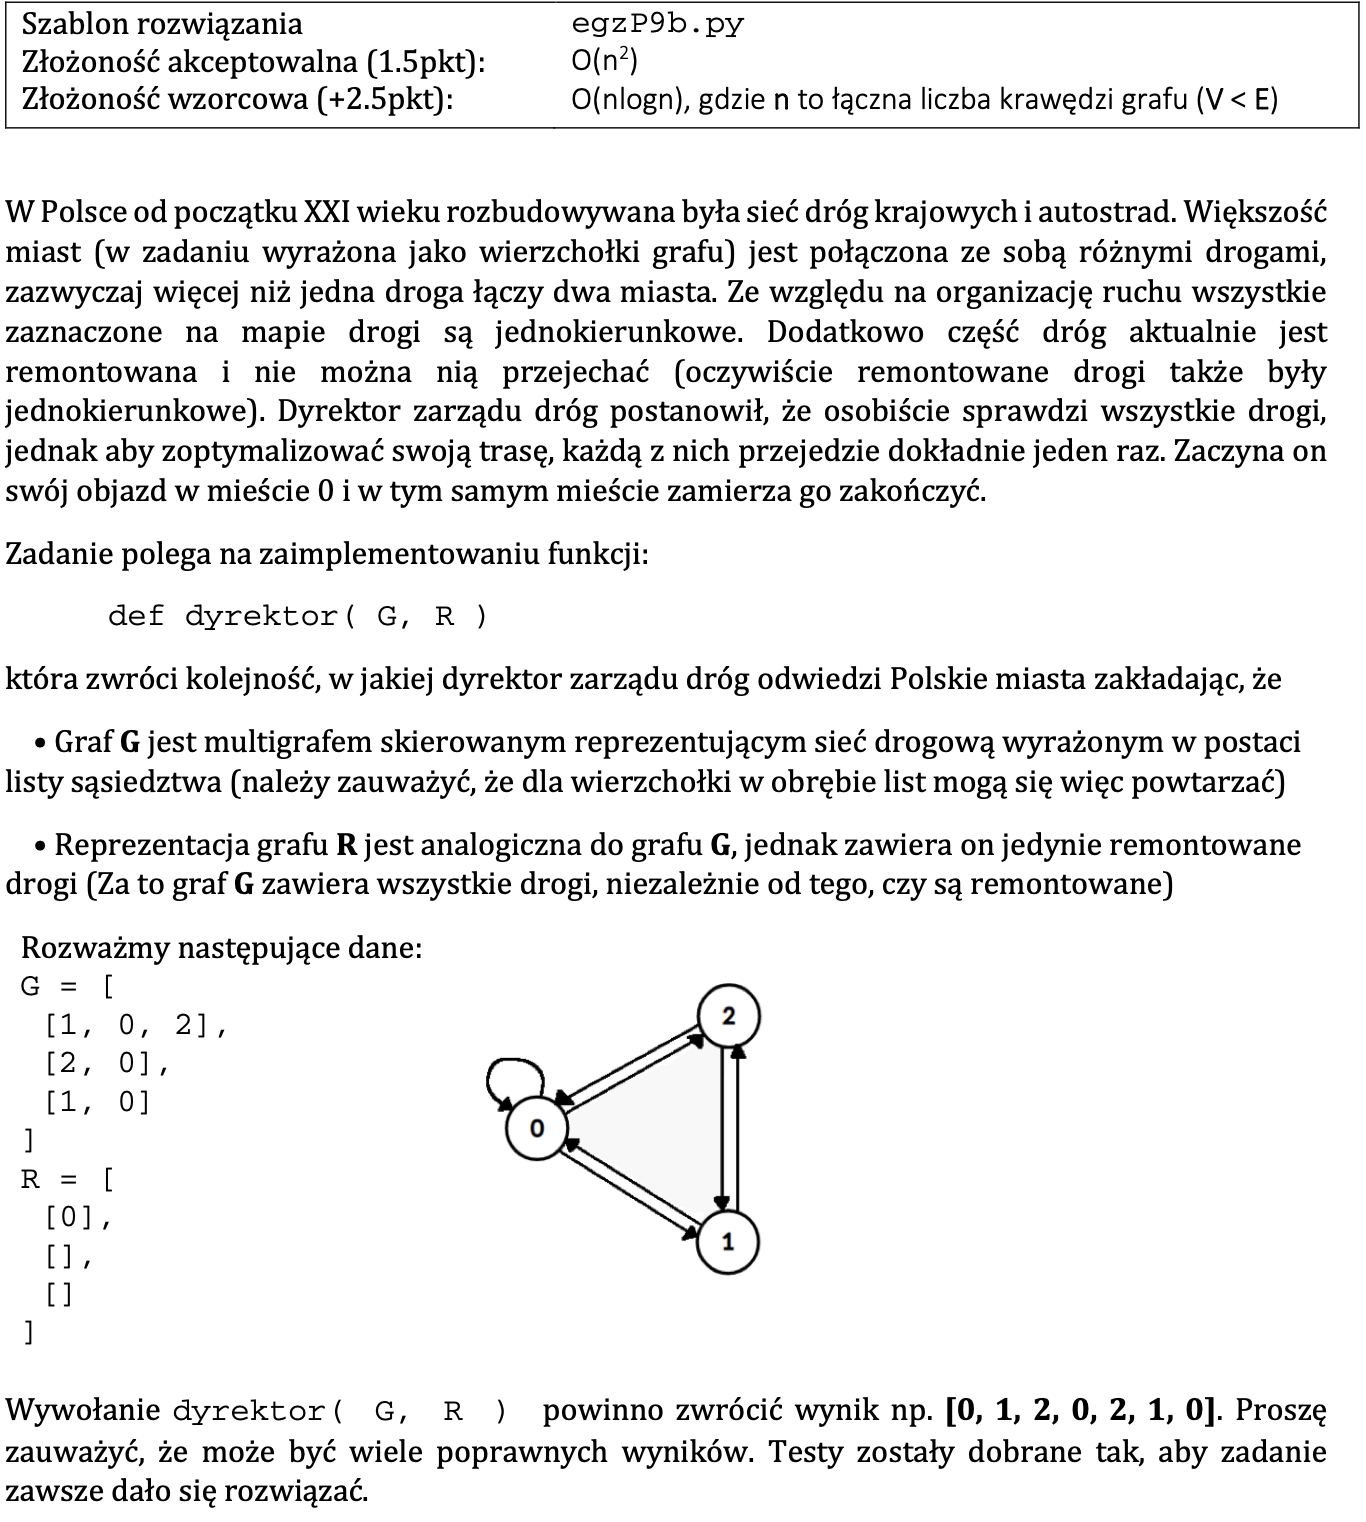 Szablon rozwiązania egzP9b.py
Złożoność akceptowalna (1.5pkt): O(n²)
Złożoność wzorcowa (+2.5pkt): O(nlogn), gdzie n to łączna liczba krawędzi grafu (V < E)
W Polsce od początku XXI wieku rozbudowywana była sieć dróg krajowych i autostrad. Większość
miast (w zadaniu wyrażona jako wierzchołki grafu) jest połączona ze sobą różnymi drogami,
zazwyczaj więcej niż jedna droga łączy dwa miasta. Ze względu na organizację ruchu wszystkie
zaznaczone na mapie drogi są jednokierunkowe. Dodatkowo część dróg aktualnie jest
remontowana i nie można nią przejechać (oczywiście remontowane drogi także były
jednokierunkowe). Dyrektor zarządu dróg postanowił, że osobiście sprawdzi wszystkie drogi,
jednak aby zoptymalizować swoją trasę, każdą z nich przejedzie dokładnie jeden raz. Zaczyna on
swój objazd w mieście 0 i w tym samym mieście zamierza go zakończyć.
Zadanie polega na zaimplementowaniu funkcji:
def dyrektor( G, R )
która zwróci kolejność, w jakiej dyrektor zarządu dróg odwiedzi Polskie miasta zakładając, że
• Graf G jest multigrafem skierowanym reprezentującym sieć drogową wyrażonym w postaci
listy sąsiedztwa (należy zauważyć, że dla wierzchołki w obrębie list mogą się więc powtarzać)
• Reprezentacja grafu R jest analogiczna do grafu G, jednak zawiera on jedynie remontowane
drogi (Za to graf G zawiera wszystkie drogi, niezależnie od tego, czy są remontowane)
Rozważmy następujące dane:
G = [
[1, 0, 2],
[2, 0],
[1, 0]
]
R = [
[0],
[],
[]
]
2
0
1
Wywołanie dyrektor( G, R ) powinno zwrócić wynik np. [0, 1, 2, 0, 2, 1, 0]. Proszę
zauważyć, że może być wiele poprawnych wyników. Testy zostały dobrane tak, aby zadanie
zawsze dało się rozwiązać.